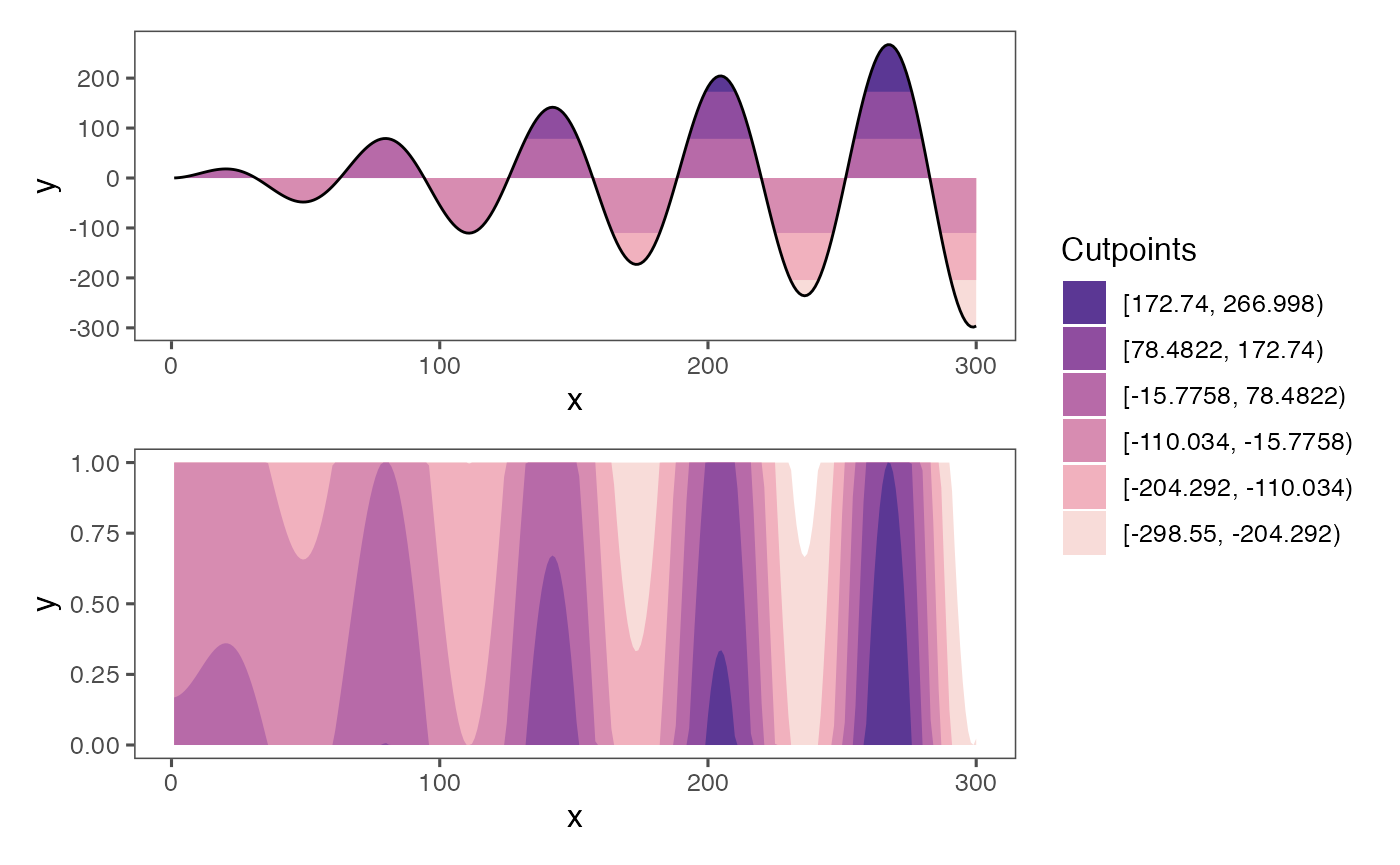 200
100
0
-100
-200
-300
y
0 100 200 300
x
1.00
0.75
0.50
0.25
0.00
y
0 100 200 300
x
Cutpoints
[172.74, 266.998)
[78.4822, 172.74)
[-15.7758, 78.4822)
[-110.034, -15.7758)
[-204.292, -110.034)
[-298.55, -204.292)